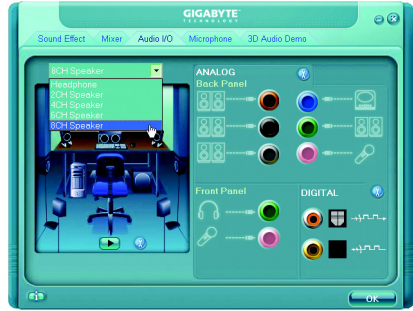 GIGABYTE
TECHNOLOGY
Sound Effect
Mixer
Audio I/O
Microphone
3D Audio Demo
8CH Speaker
Headphone
2CH Speaker
4CH Speaker
6CH Speaker
8CH Speaker
ANALOG
Back Panel
Front Panel
DIGITAL
OK